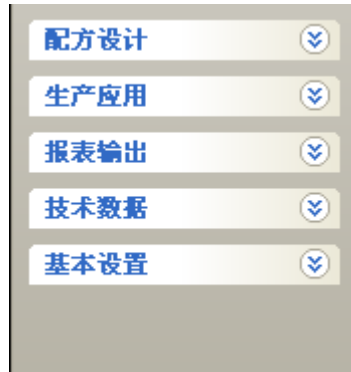 配方设计
生产应用
报表输出
技术数据
基本设置